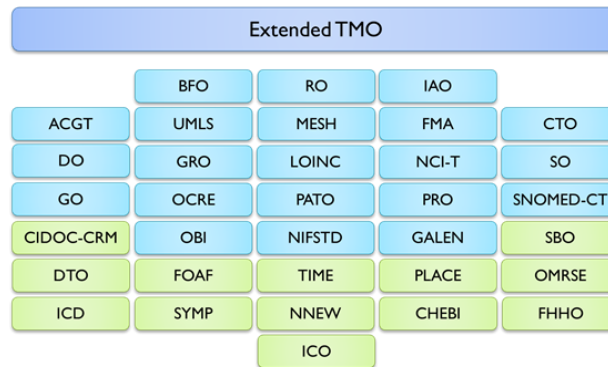 Extended TMO
BFO RO IAO
ACGT UMLS MESH FMA CTO
DO GRO LOINC NCI-T SO
GO OCRE PATO PRO SNOMED-CT
CIDOC-CRM OBI NIFSTD GALEN SBO
DTO FOAF TIME PLACE OMRSE
ICD SYMP NNEW CHEBI FHHO
ICO